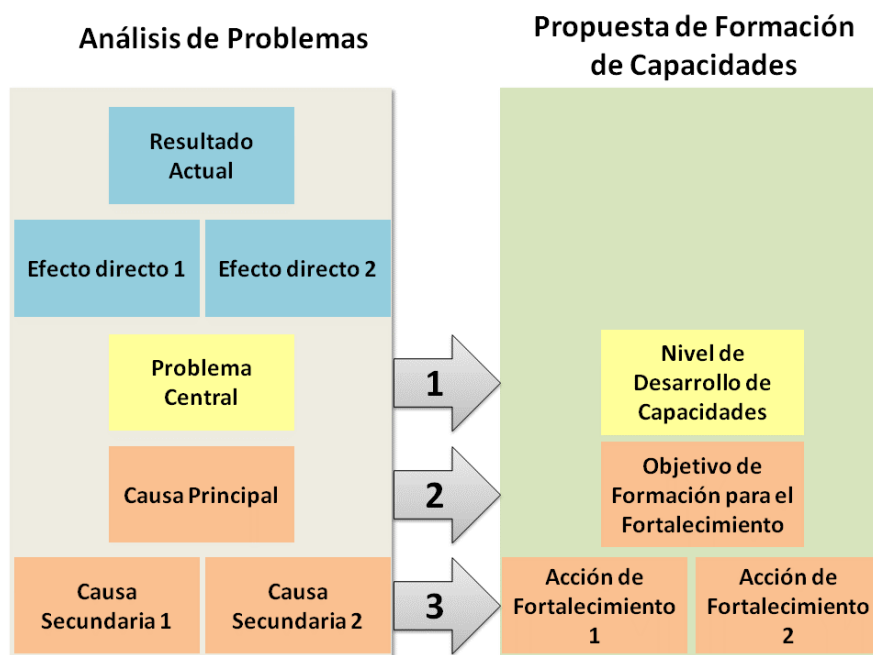 Análisis de Problemas
Resultado
Actual
Efecto directo 1
Efecto directo 2
Problema
Central
Causa Principal
Causa
Secundaria 1
Causa
Secundaria 2
1
2
3
Propuesta de Formación
de Capacidades
Nivel de
Desarrollo de
Capacidades
Objetivo de
Formación para el
Fortalecimiento
Acción de
Fortalecimiento
1
Acción de
Fortalecimiento
2